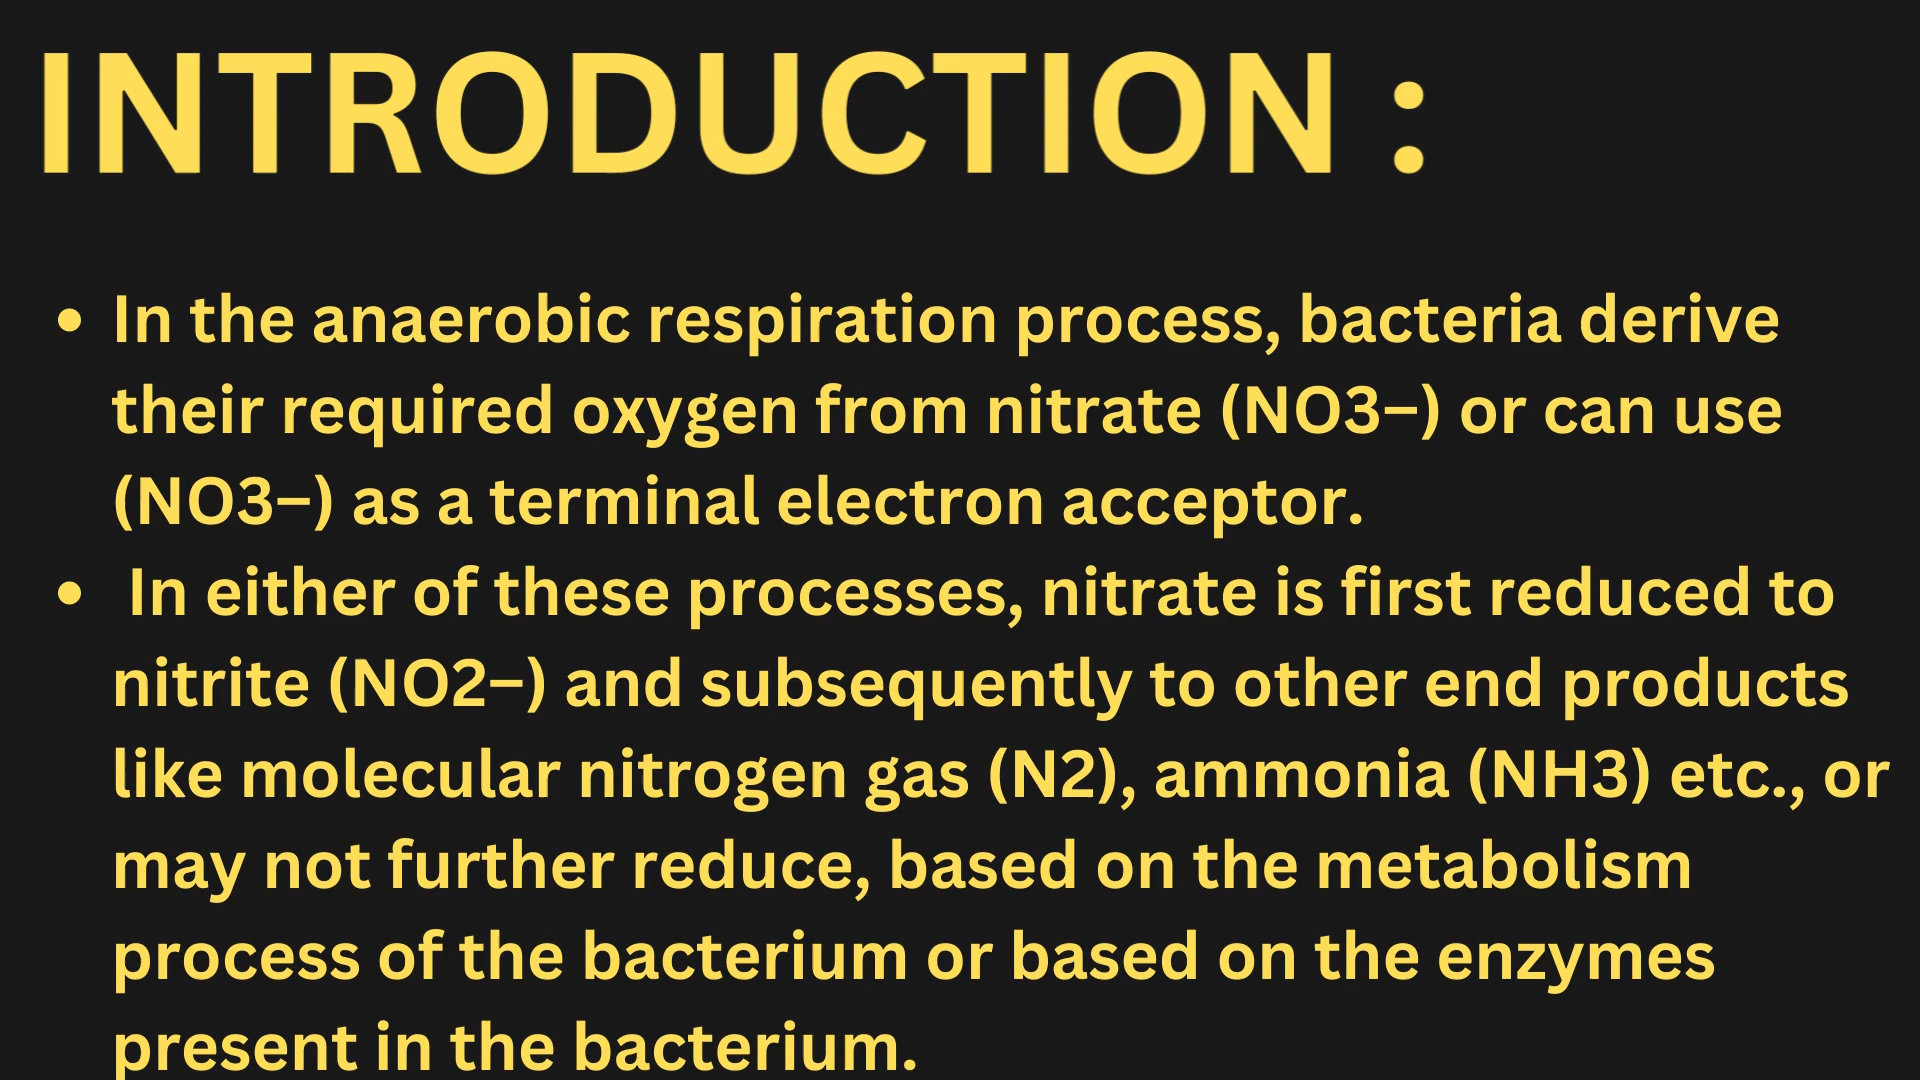 INTRODUCTION :
• In the anaerobic respiration process, bacteria derive
their required oxygen from nitrate (NO3–) or can use
(NO3–) as a terminal electron acceptor.
• In either of these processes, nitrate is first reduced to
nitrite (NO2–) and subsequently to other end products
like molecular nitrogen gas (N2), ammonia (NH3) etc., or
may not further reduce, based on the metabolism
process of the bacterium or based on the enzymes
present in the bacterium.